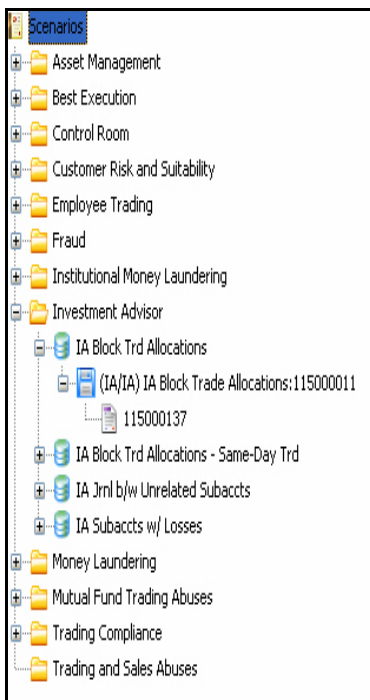 Scenarios
Asset Management
Best Execution
Control Room
Customer Risk and Suitability
Employee Trading
Fraud
Institutional Money Laundering
Investment Advisor
IA Block Trd Allocations
(IA/IA) IA Block Trade Allocations:115000011
115000137
IA Block Trd Allocations - Same-Day Trd
IA Jrnl b/w Unrelated Subaccts
IA Subaccts w/ Losses
Money Laundering
Mutual Fund Trading Abuses
Trading Compliance
Trading and Sales Abuses